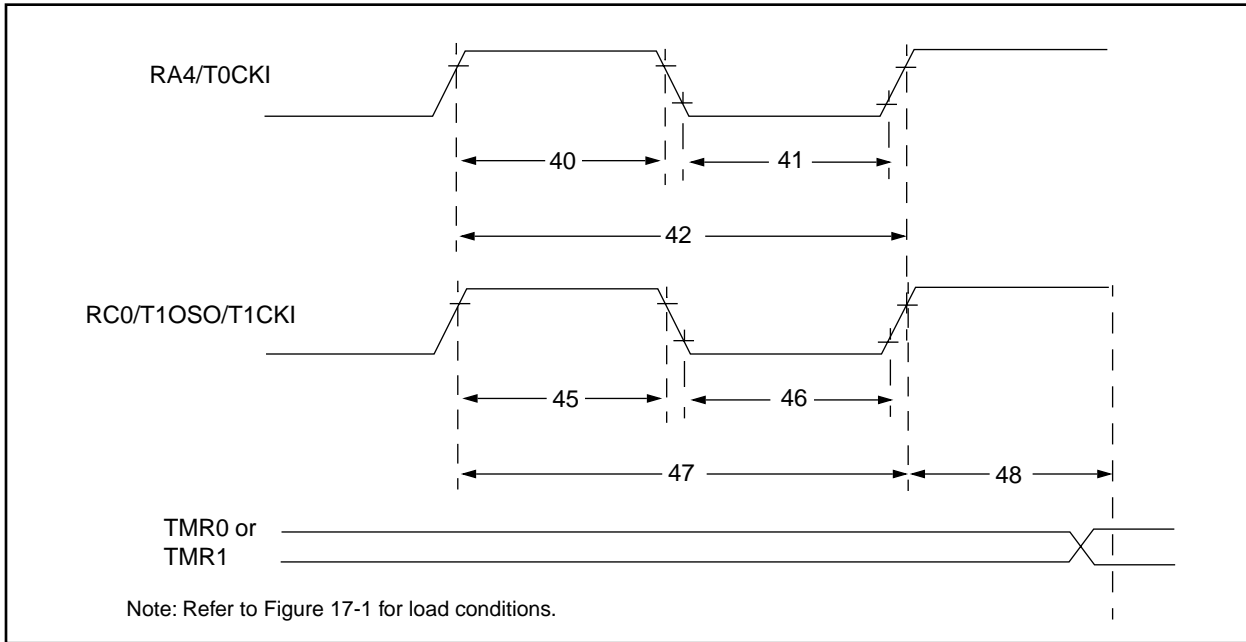 RA4/T0CKI
40
41
42
RC0/T1OSO/T1CKI
45
46
47
48
TMR0 or
TMR1
Note: Refer to Figure 17-1 for load conditions.